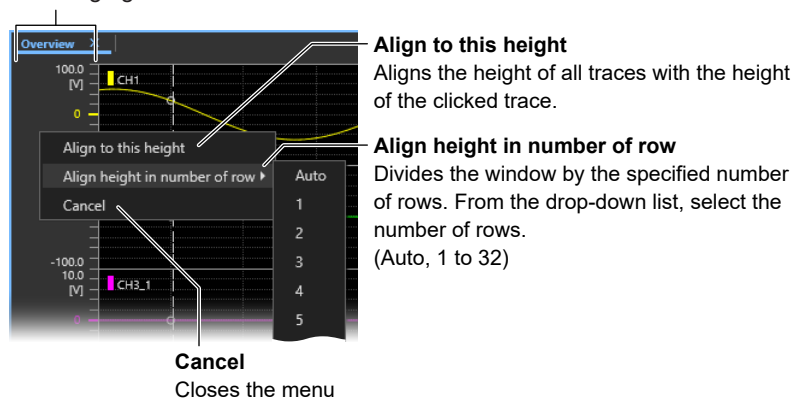 Overview
100.0
[V]
CH1
0
Align to this height
Align height in number of row
Cancel
Auto
1
2
3
4
5
-100.0
10.0
[V]
CH3_1
0
Align to this height
Aligns the height of all traces with the height
of the clicked trace.
Align height in number of row
Divides the window by the specified number
of rows. From the drop-down list, select the
number of rows.
(Auto, 1 to 32)
Cancel
Closes the menu